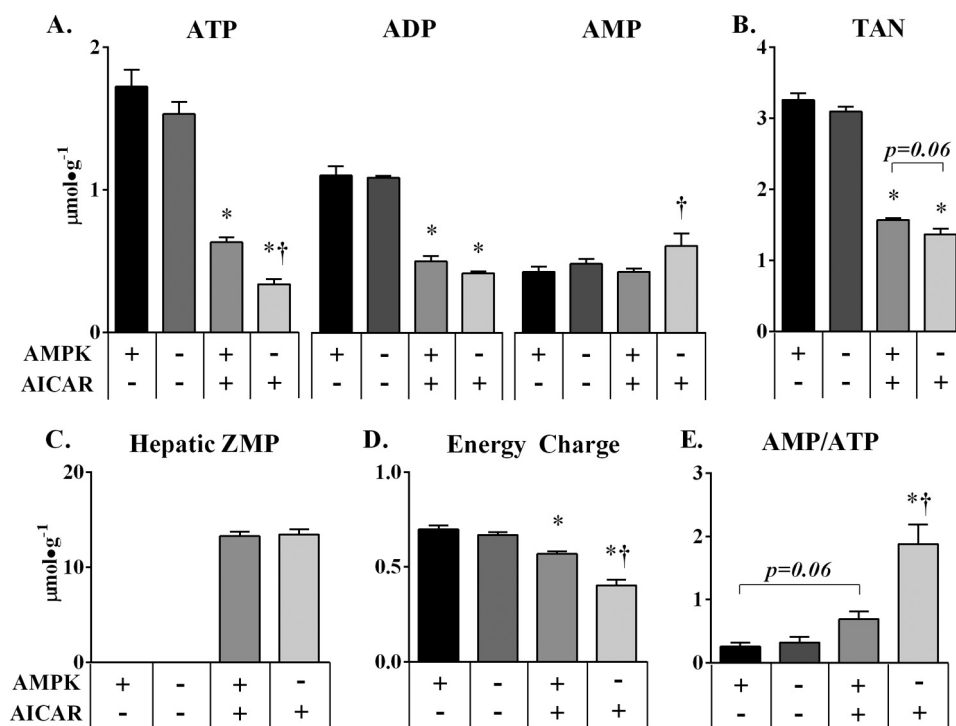 A. ATP ADP AMP B. TAN
2
1
0
μmol•g⁻¹
* *† * * †
4
3
2
1
0
p=0.06
* *
AMPK + - + - + - + - + - + - + - + -
AICAR - - + + - - + + - - + + - - + +
C. Hepatic ZMP D. Energy Charge E. AMP/ATP
20
10
0
μmol•g⁻¹
1.0
0.5
0.0
* *†
3
2
1
0
p=0.06
*†
AMPK + - + - + - + - + - + -
AICAR - - + + - - + + - - + +